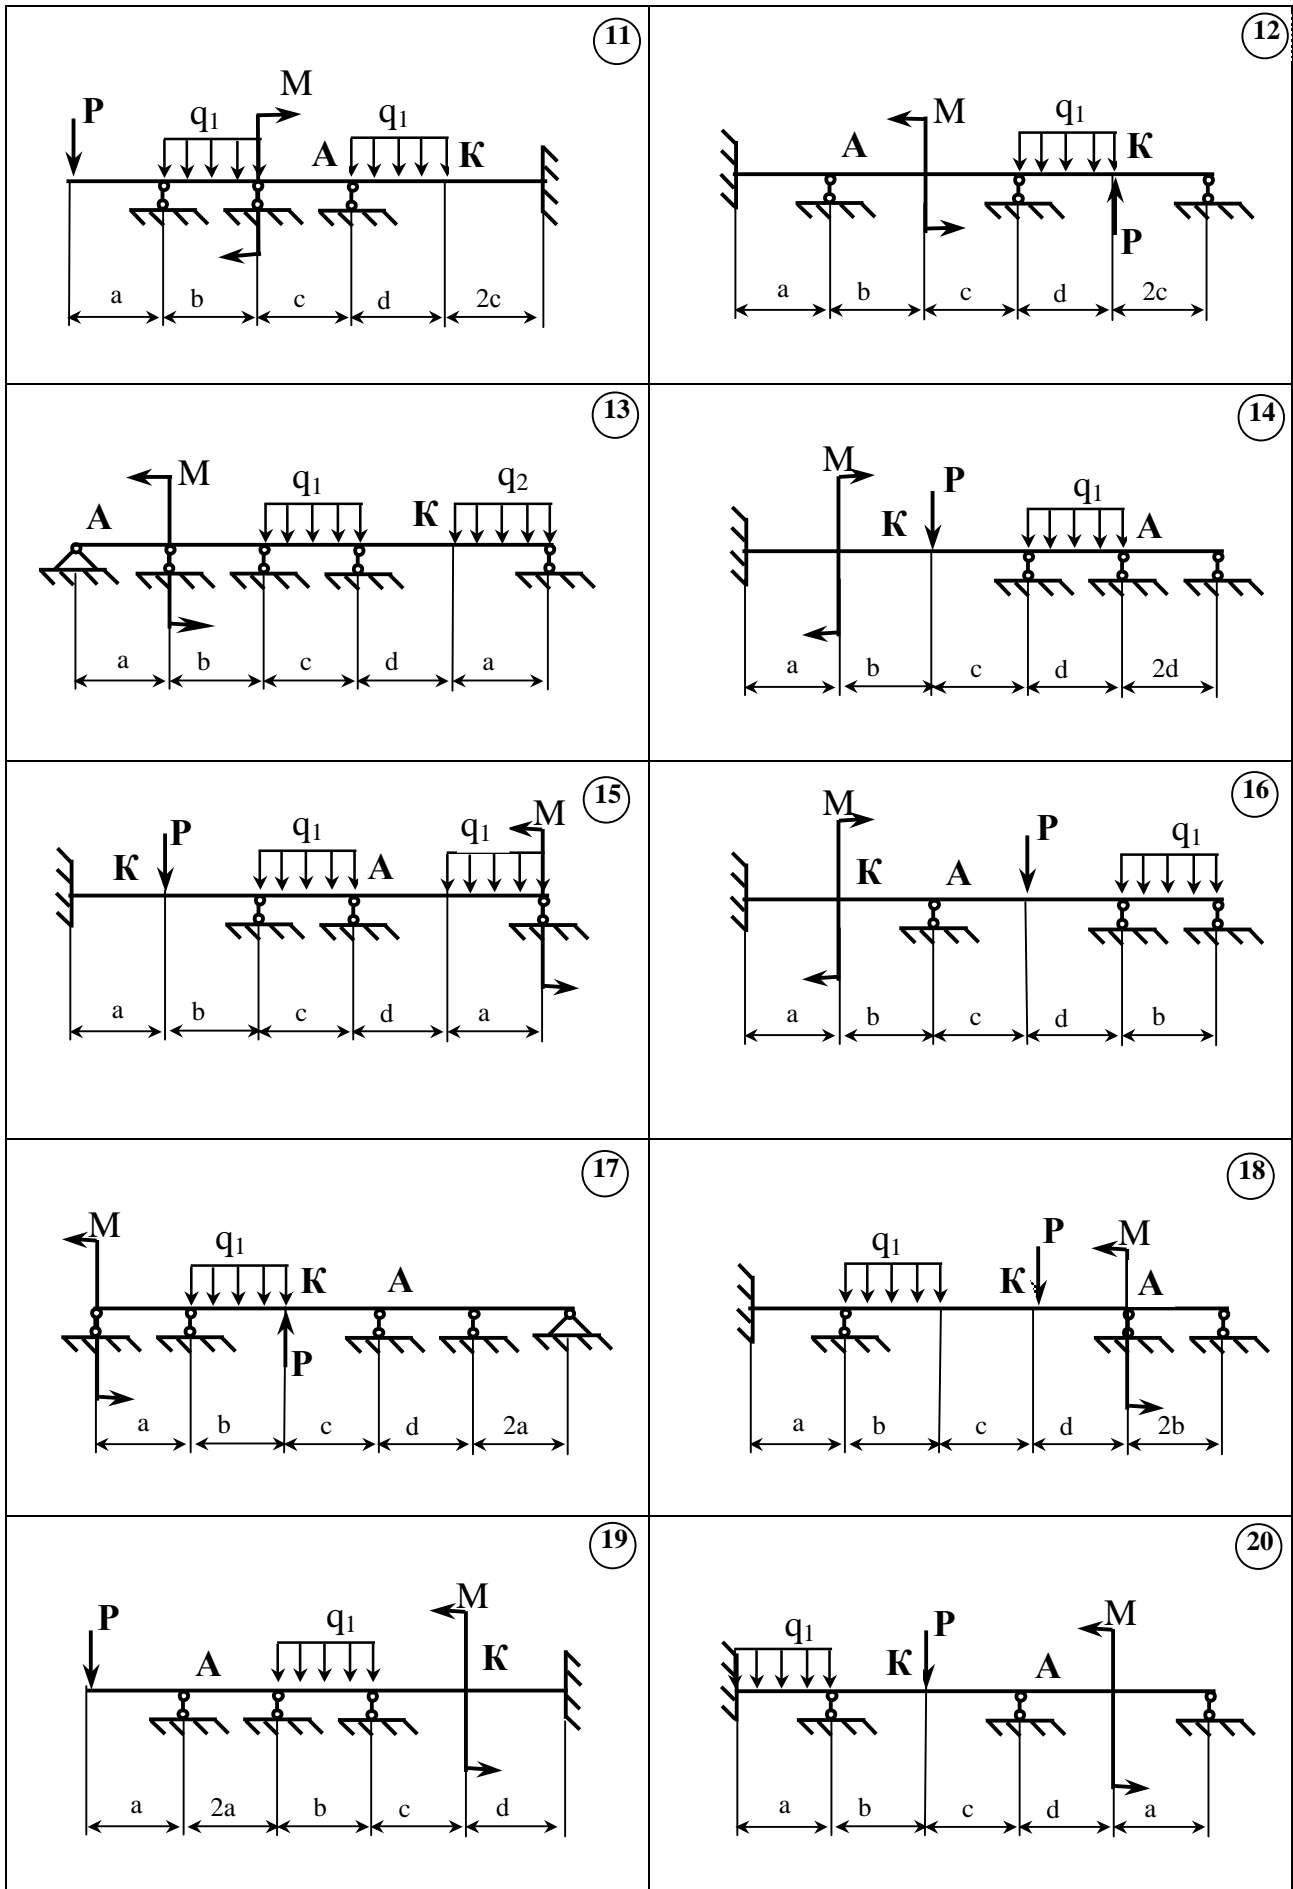 11
M
P q₁ q₁
А К
a b c d 2c
12
M q₁
А К
P
a b c d 2c
13
M q₁ q₂
А К
a b c d a
14
M P
q₁
К А
a b c d 2d
15
P q₁ q₁ M
К А
a b c d a
16
M P q₁
К А
a b c d b
17
M
q₁ К А
P
a b c d 2a
18
q₁ P M
К А
a b c d 2b
19
P q₁ M
А К
a 2a b c d
20
q₁ P M
К А
a b c d a